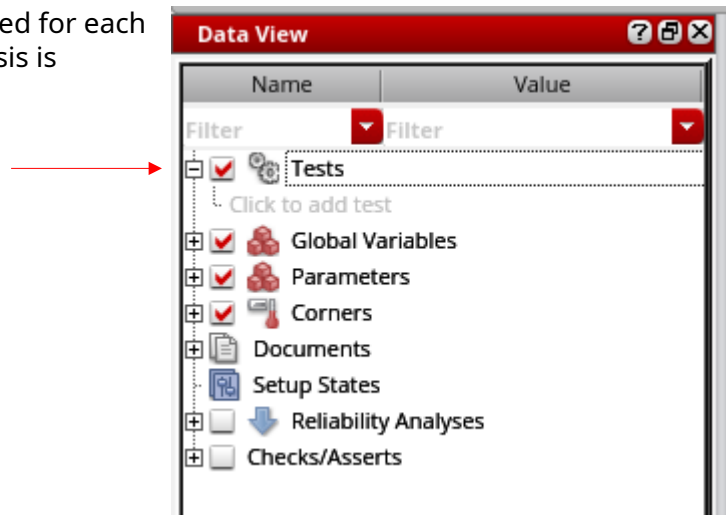 ed for each
sis is
Data View
Name Value
Filter Filter
Tests
Click to add test
Global Variables
Parameters
Corners
Documents
Setup States
Reliability Analyses
Checks/Asserts